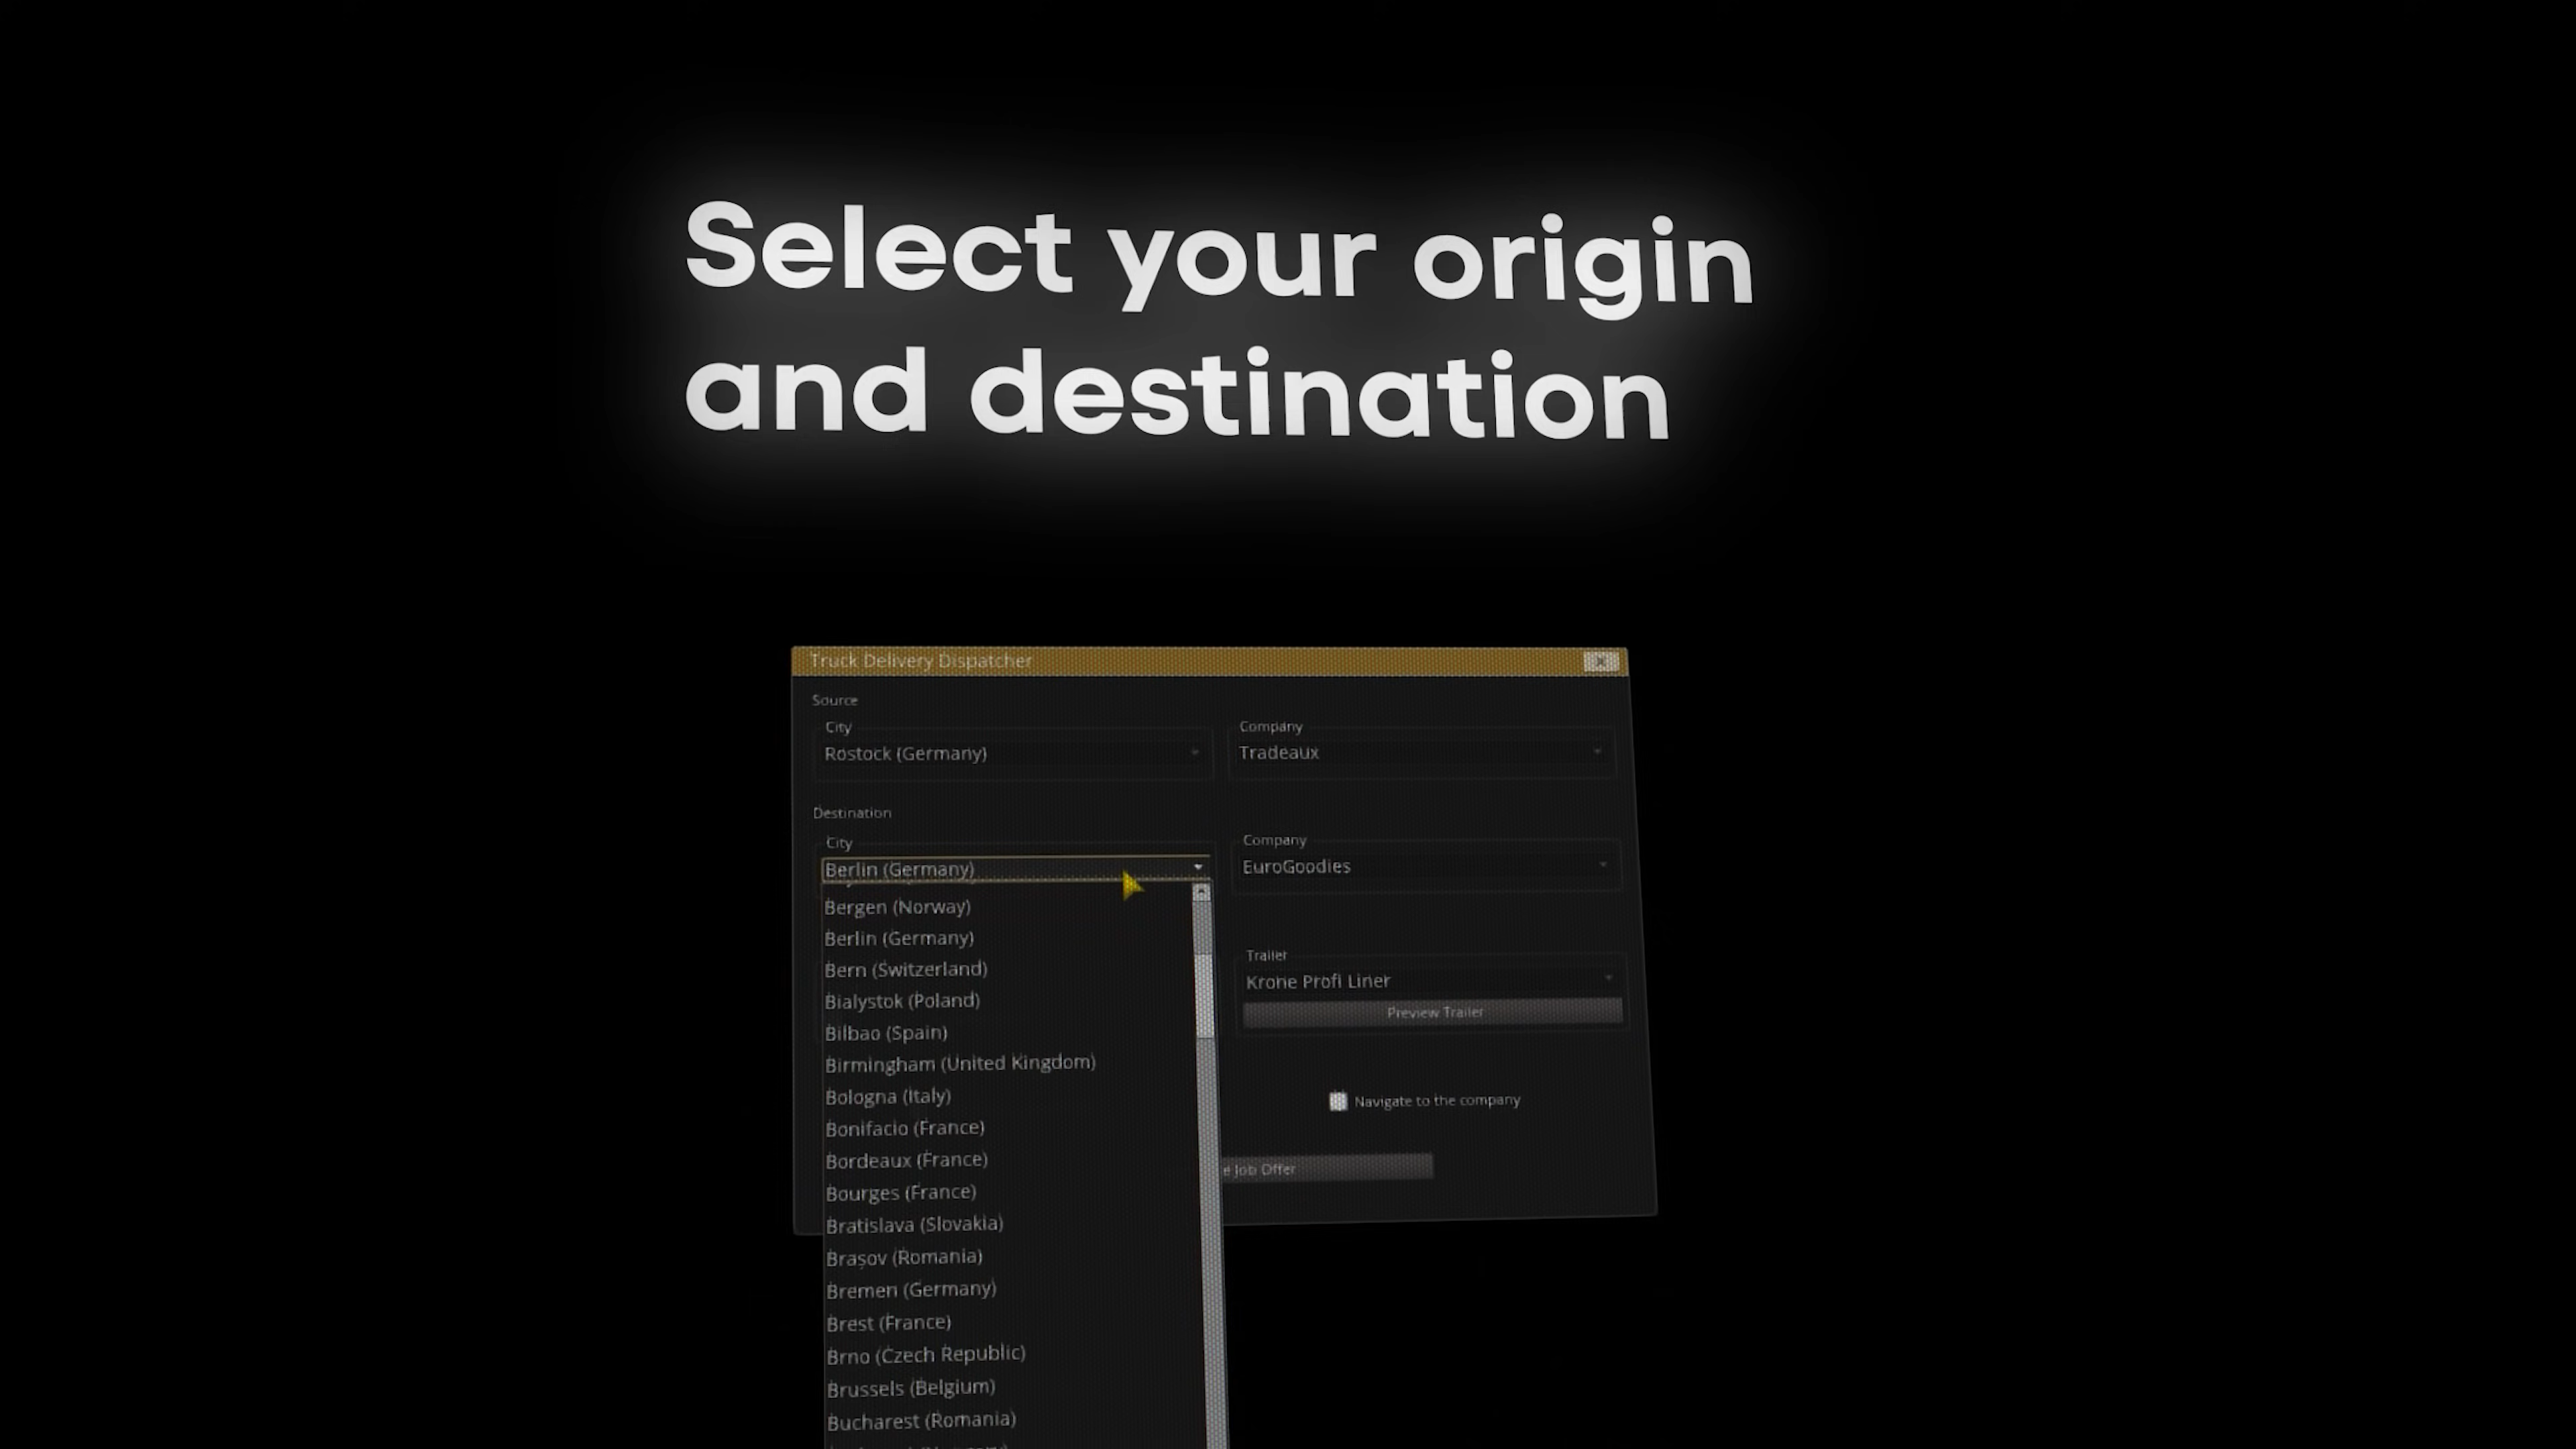 Select your origin
and destination
Truck Delivery Dispatcher
X
Source
City
Rostock (Germany)
Company
Tradeaux
Destination
City
Berlin (Germany)
Company
EuroGoodies
Bergen (Norway)
Berlin (Germany)
Bern (Switzerland)
Bialystok (Poland)
Bilbao (Spain)
Birmingham (United Kingdom)
Bologna (Italy)
Bonifacio (France)
Bordeaux (France)
Bourges (France)
Bratislava (Slovakia)
Brașov (Romania)
Bremen (Germany)
Brest (France)
Brno (Czech Republic)
Brussels (Belgium)
Bucharest (Romania)
Trailer
Krone Profi Liner
Preview Trailer
Navigate to the company
e Job Offer